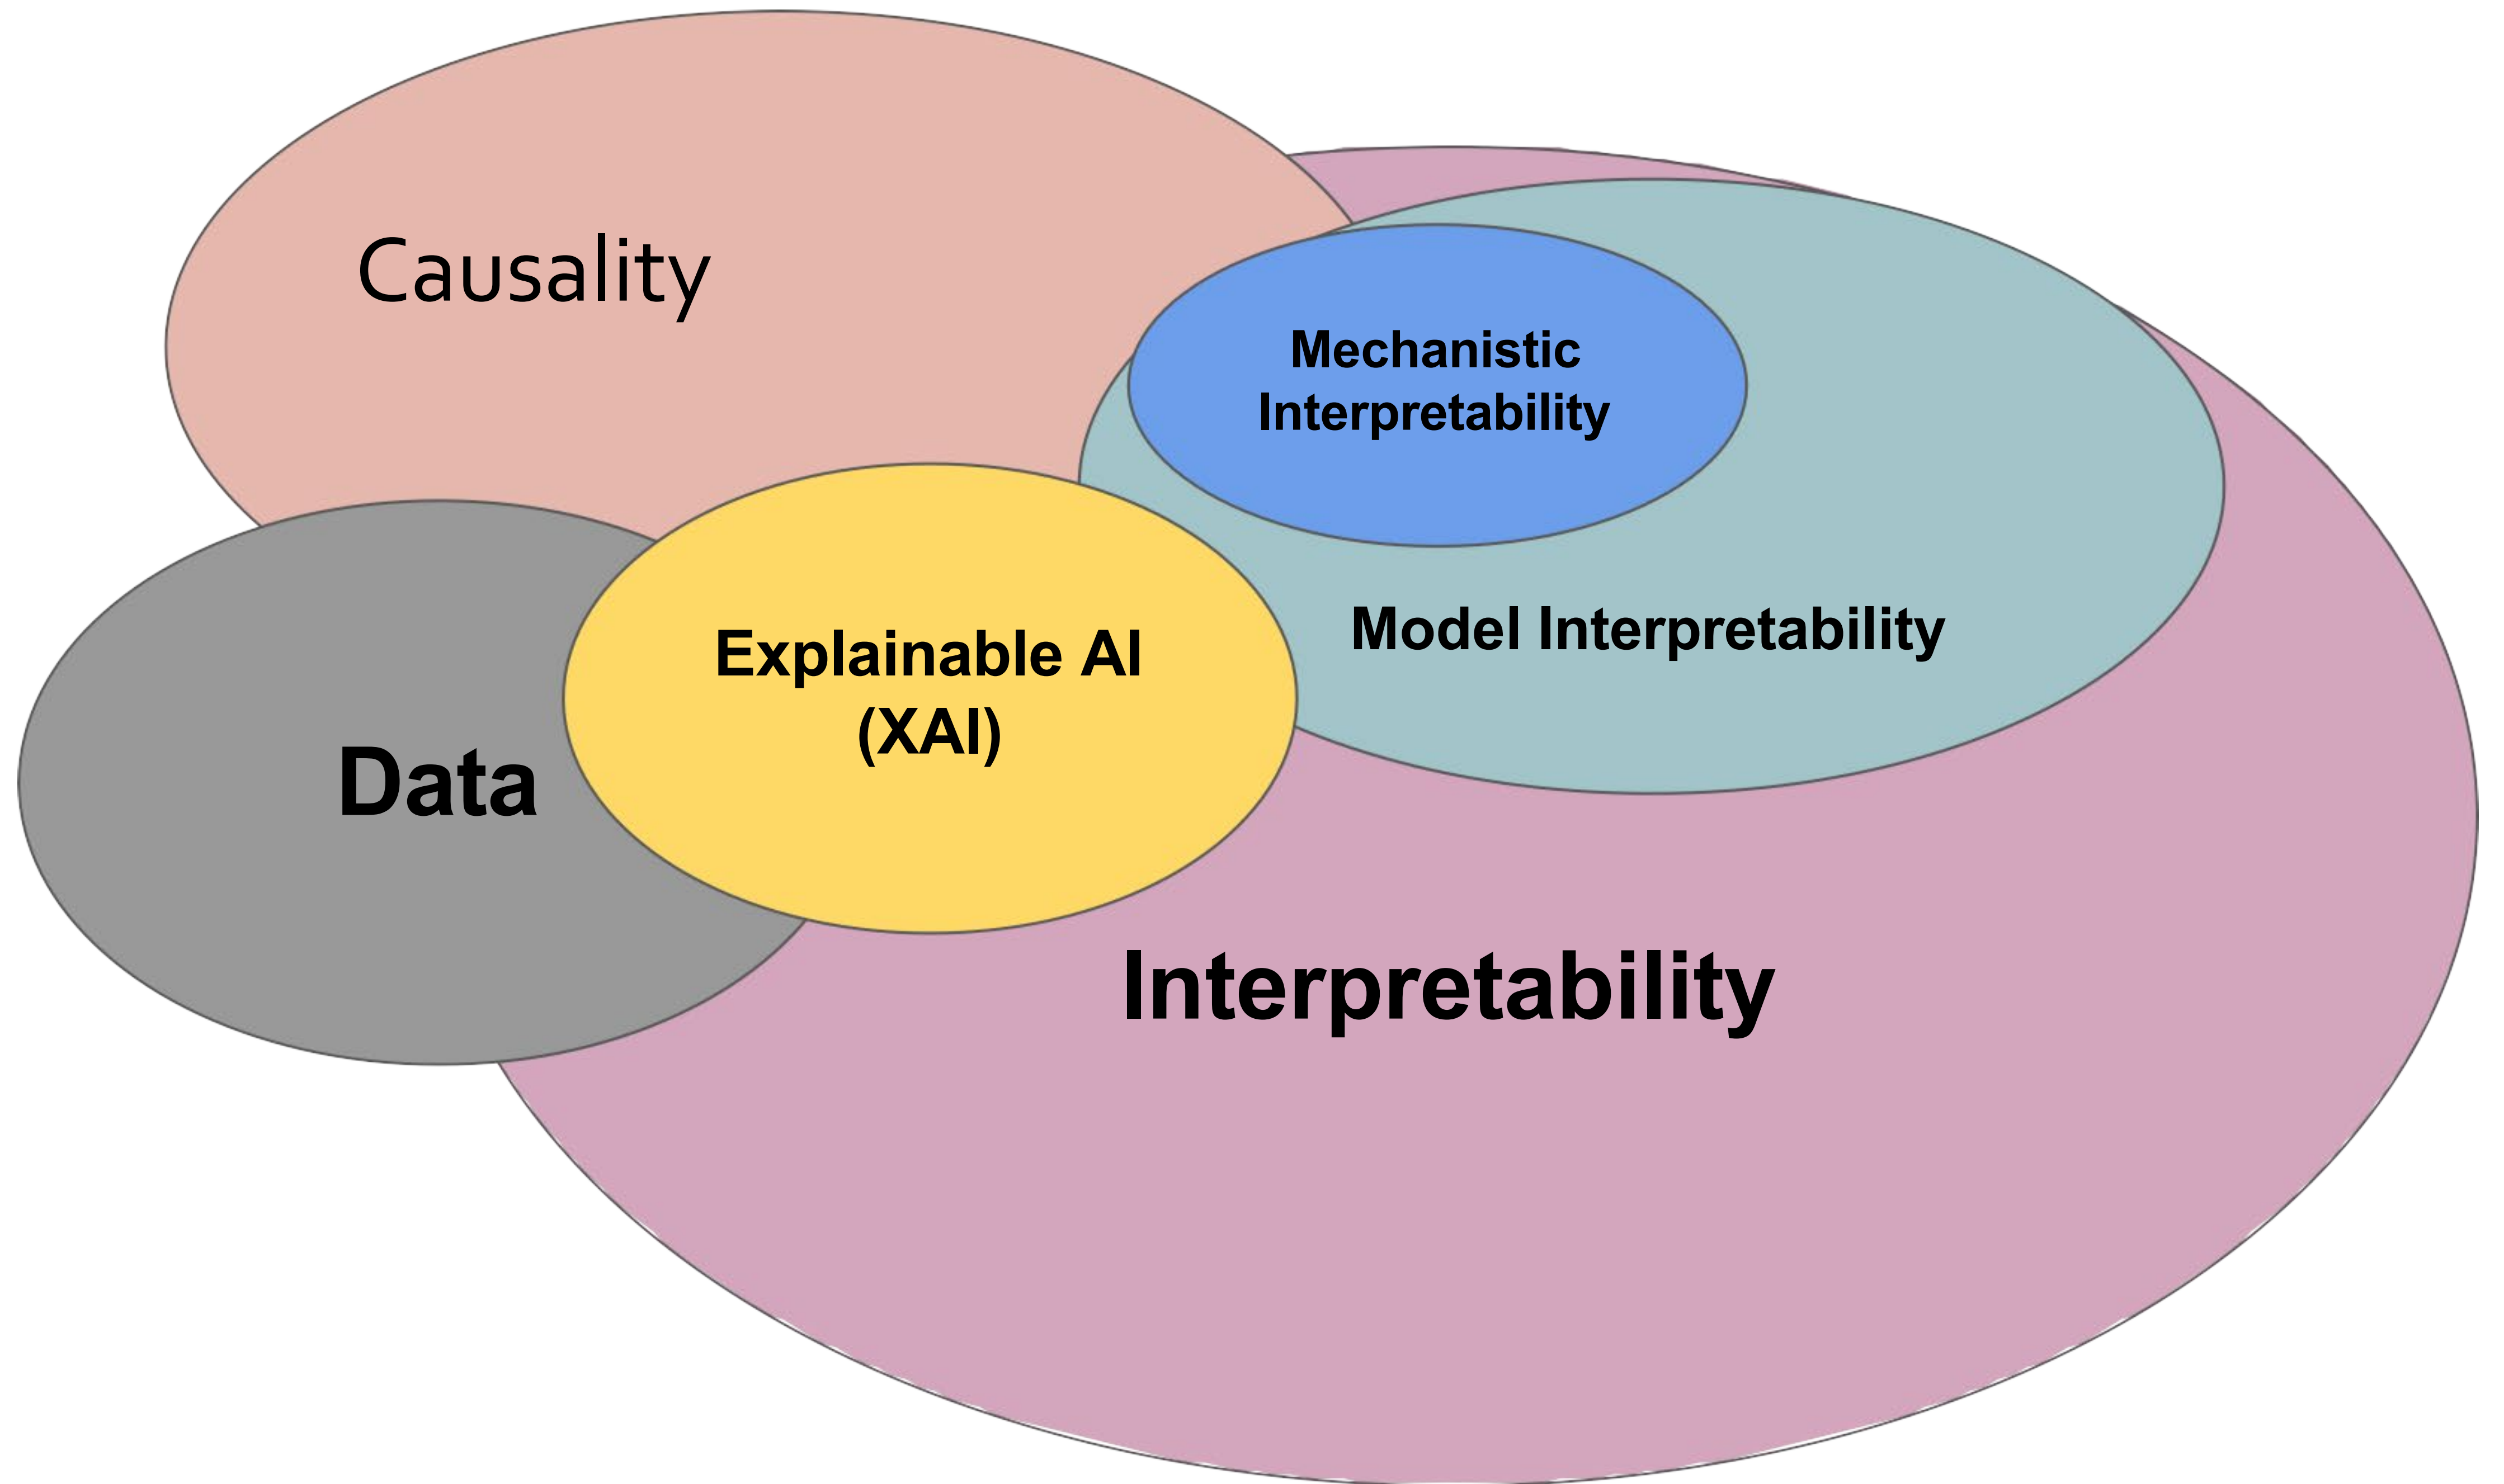 Causality
Mechanistic
Interpretability
Explainable AI
(XAI)
Model Interpretability
Data
Interpretability